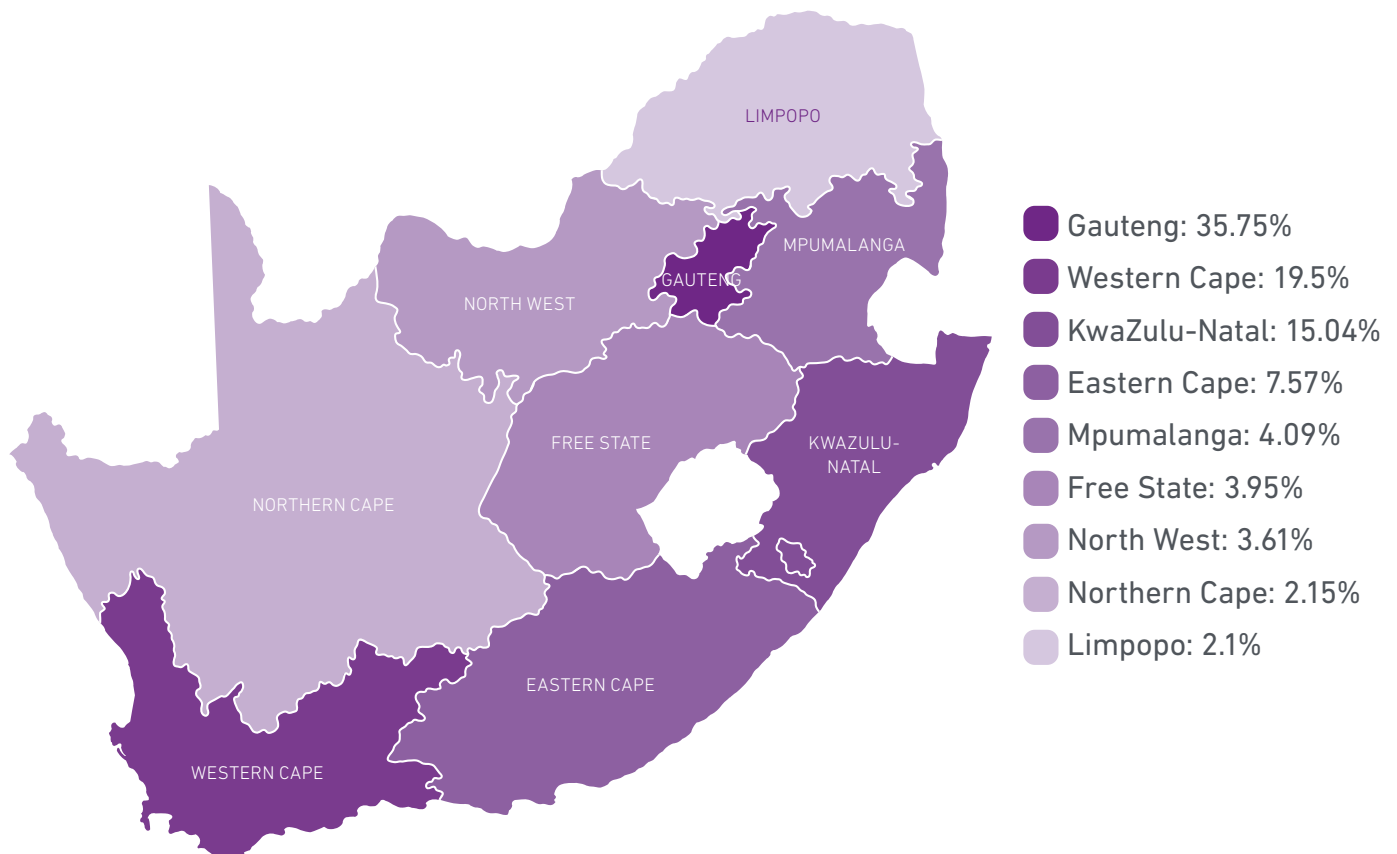 LIMPOPO
MPUMALANGA
GAUTENG
NORTH WEST
FREE STATE
KWAZULU-
NATAL
NORTHERN CAPE
EASTERN CAPE
WESTERN CAPE
Gauteng: 35.75%
Western Cape: 19.5%
KwaZulu-Natal: 15.04%
Eastern Cape: 7.57%
Mpumalanga: 4.09%
Free State: 3.95%
North West: 3.61%
Northern Cape: 2.15%
Limpopo: 2.1%